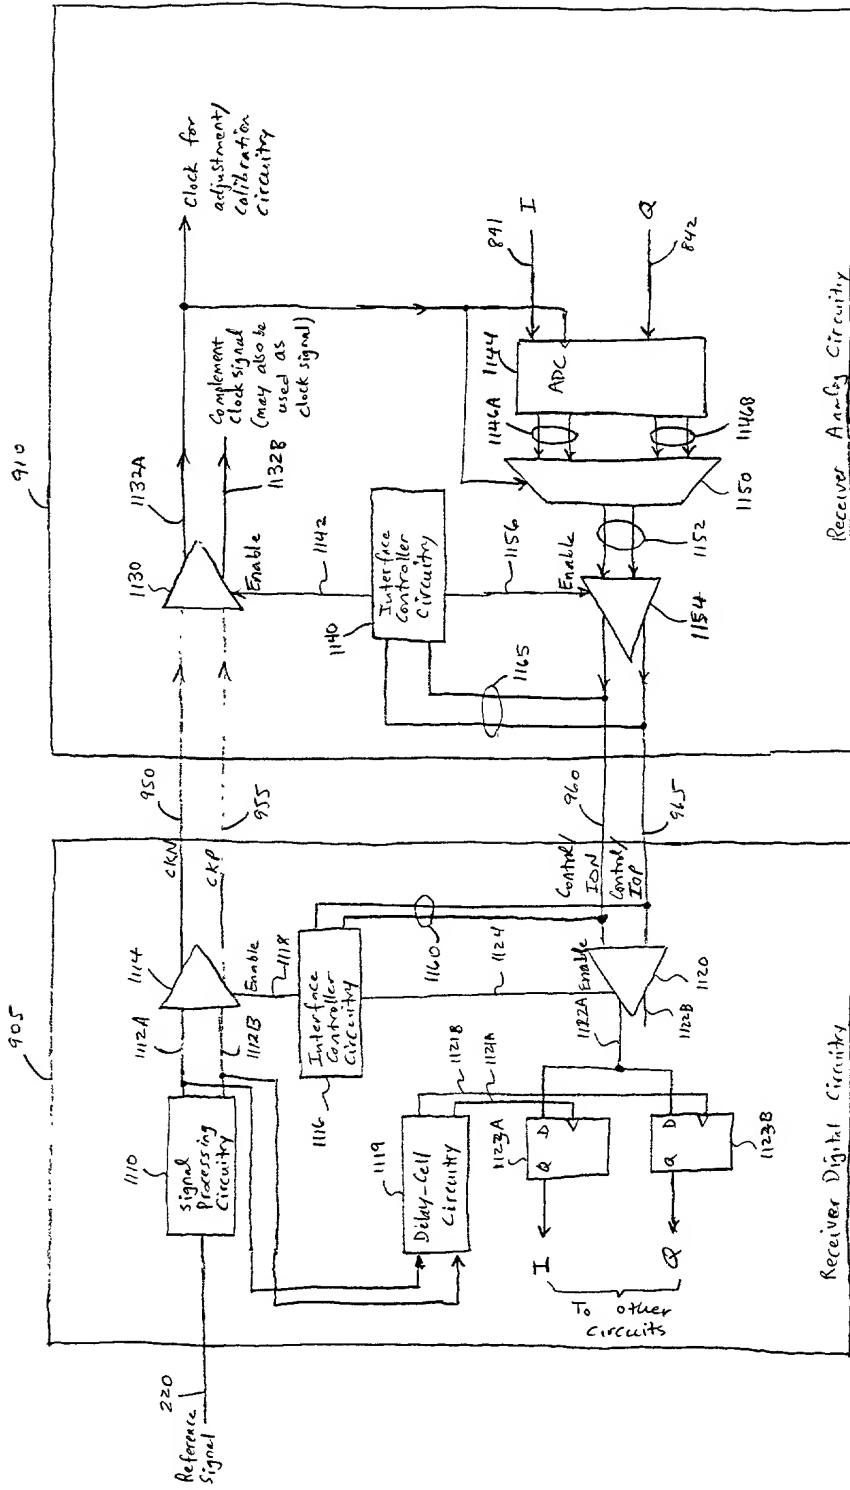 905
910
220
Reference
Signal
1110
Signal
Processing
Circuitry
1112A
1112B
1114
CKN
CKP
950
955
1130
1132A
1132B
Clock for
adjustment/
calibration
circuitry
Complement
clock signal
(may also be
used as
clock signal)
Enable
1118
1116
Interface
Controller
Circuitry
1160
1124
Enable
1142
1140
Interface
Controller
Circuitry
1165
1156
Enable
1119
Delay-Cell
Circuitry
1121B
1121A
1122A
Enable
1120
1122B
Control/
ION
Control/
IOP
960
965
1154
1152
1150
1146A
1146B
1144
ADC
841
I
Q
842
1123A
D
Q
1123B
D
Q
I
Q
To other
circuits
Receiver Digital Circuitry
Receiver Analog Circuitry